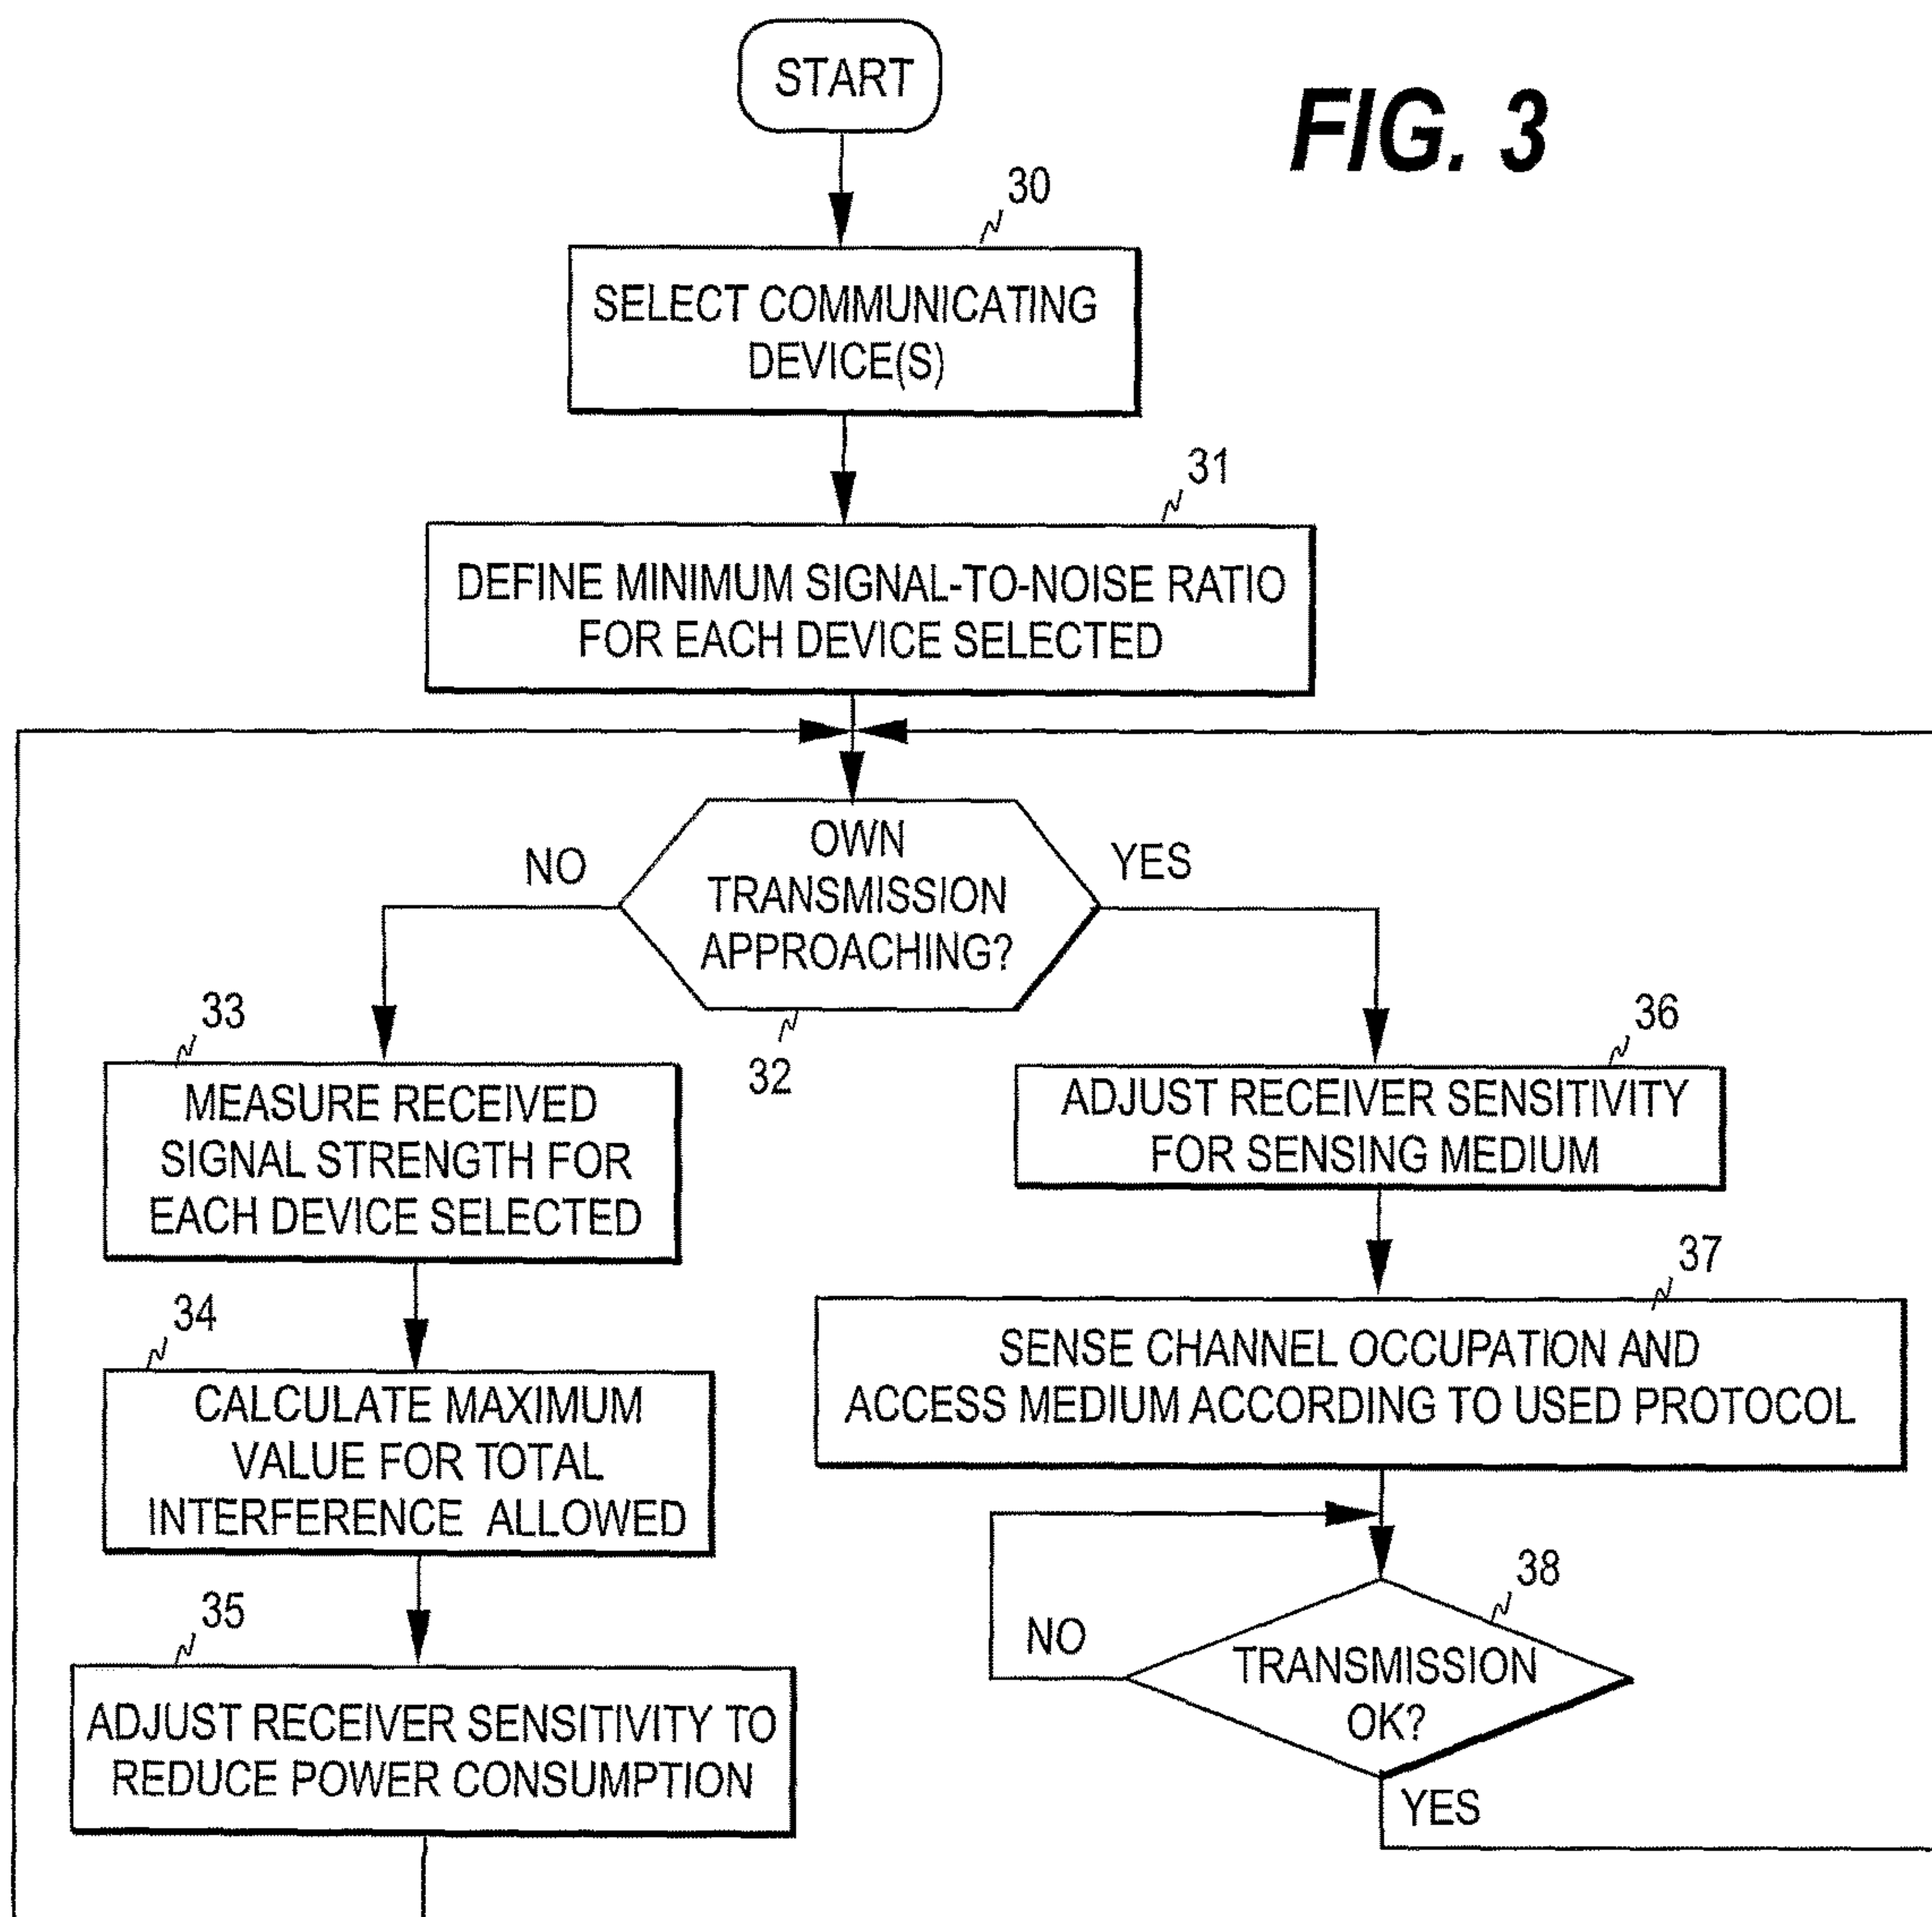 START
FIG. 3
30
SELECT COMMUNICATING
DEVICE(S)
31
DEFINE MINIMUM SIGNAL-TO-NOISE RATIO
FOR EACH DEVICE SELECTED
OWN
TRANSMISSION
APPROACHING?
NO
YES
32
33
MEASURE RECEIVED
SIGNAL STRENGTH FOR
EACH DEVICE SELECTED
34
CALCULATE MAXIMUM
VALUE FOR TOTAL
INTERFERENCE ALLOWED
35
ADJUST RECEIVER SENSITIVITY TO
REDUCE POWER CONSUMPTION
36
ADJUST RECEIVER SENSITIVITY
FOR SENSING MEDIUM
37
SENSE CHANNEL OCCUPATION AND
ACCESS MEDIUM ACCORDING TO USED PROTOCOL
38
NO
TRANSMISSION
OK?
YES